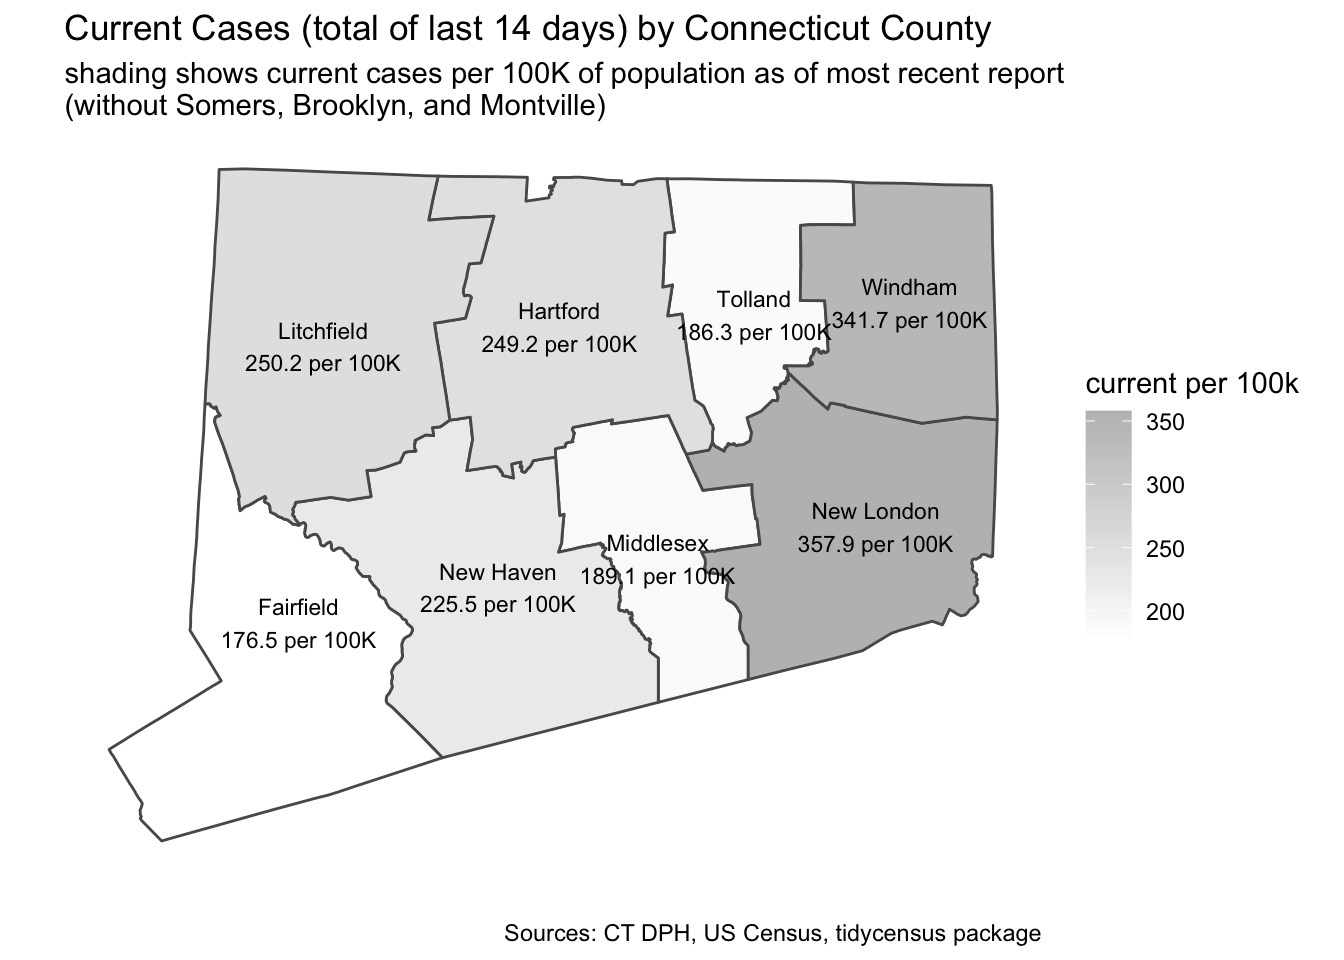 Current Cases (total of last 14 days) by Connecticut County
shading shows current cases per 100K of population as of most recent report
(without Somers, Brooklyn, and Montville)
Litchfield
250.2 per 100K
Hartford
249.2 per 100K
Tolland
186.3 per 100K
Windham
341.7 per 100K
Fairfield
176.5 per 100K
New Haven
225.5 per 100K
Middlesex
189.1 per 100K
New London
357.9 per 100K
current per 100k
350
300
250
200
Sources: CT DPH, US Census, tidycensus package